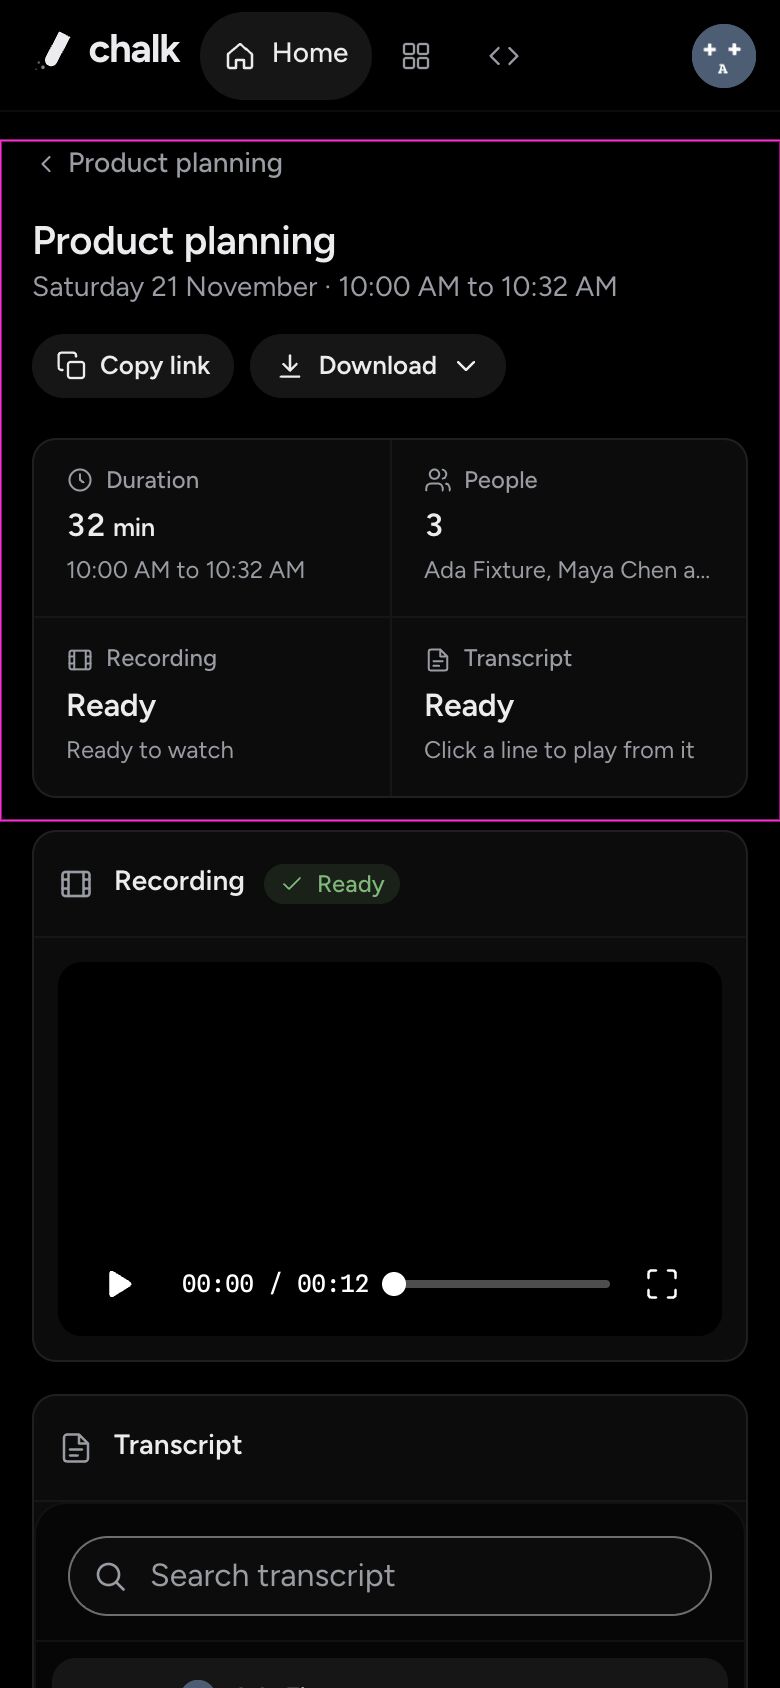 chalk
Home
A
Product planning
Product planning
Saturday 21 November · 10:00 AM to 10:32 AM
Copy link
Download
Duration
32 min
10:00 AM to 10:32 AM
People
3
Ada Fixture, Maya Chen a...
Recording
Ready
Ready to watch
Transcript
Ready
Click a line to play from it
Recording
Ready
00:00 / 00:12
Transcript
Search transcript